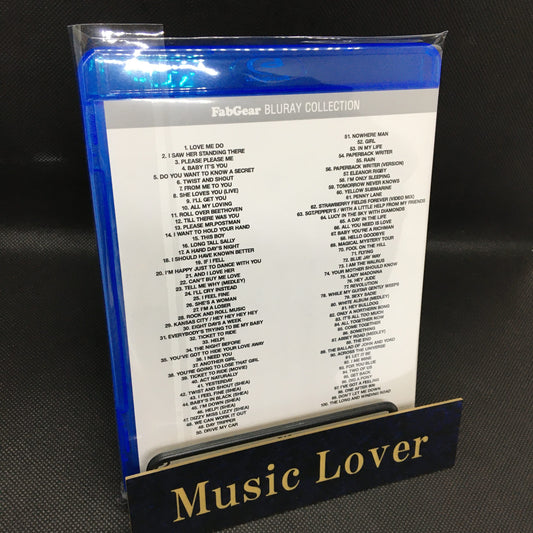 FabGear BLURAY COLLECTION
1. LOVE ME DO
2. I SAW HER STANDING THERE
3. PLEASE PLEASE ME
4. BABY IT'S YOU
5. DO YOU WANT TO KNOW A SECRET
6. TWIST AND SHOUT
7. FROM ME TO YOU
8. SHE LOVES YOU (LIVE)
9. I'LL GET YOU
10. ALL MY LOVING
11. ROLL OVER BEETHOVEN
12. TILL THERE WAS YOU
13. PLEASE MR.POSTMAN
14. I WANT TO HOLD YOUR HAND
15. THIS BOY
16. LONG TALL SALLY
17. A HARD DAY'S NIGHT
18. I SHOULD HAVE KNOWN BETTER
19. IF I FELL
20. I'M HAPPY JUST TO DANCE WITH YOU
21. AND I LOVE HER
22. CAN'T BUY ME LOVE
23. TELL ME WHY (MEDLEY)
24. I'LL CRY INSTEAD
25. I FEEL FINE
26. SHE'S A WOMAN
27. I'M A LOSER
28. ROCK AND ROLL MUSIC
29. KANSAS CITY / HEY HEY HEY HEY
30. EIGHT DAYS A WEEK
31. EVERYBODY'S TRYING TO BE MY BABY
32. TICKET TO RIDE
33. HELP!
34. THE NIGHT BEFORE
35. YOU'VE GOT TO HIDE YOUR LOVE AWAY
36. I NEED YOU
37. ANOTHER GIRL
38. YOU'RE GOING TO LOSE THAT GIRL
39. TICKET TO RIDE (MOVIE)
40. ACT NATURALLY
41. YESTERDAY
42. TWIST AND SHOUT (SHEA)
43. I FEEL FINE (SHEA)
44. BABY'S IN BLACK (SHEA)
45. I'M DOWN (SHEA)
46. HELP! (SHEA)
47. DIZZY MISS LIZZY (SHEA)
48. WE CAN WORK IT OUT
49. DAY TRIPPER
50. DRIVE MY CAR
51. NOWHERE MAN
52. GIRL
53. IN MY LIFE
54. PAPERBACK WRITER
55. RAIN
56. PAPERBACK WRITER (VERSION)
57. ELEANOR RIGBY
58. I'M ONLY SLEEPING
59. TOMORROW NEVER KNOWS
60. YELLOW SUBMARINE
61. PENNY LANE
62. STRAWBERRY FIELDS FOREVER (VIDEO MIX)
63. SGT.PEPPER'S / WITH A LITTLE HELP FROM MY FRIENDS
64. LUCY IN THE SKY WITH DIAMONDS
65. A DAY IN THE LIFE
66. ALL YOU NEED IS LOVE
67. BABY YOU'RE A RICHMAN
68. HELLO GOODBYE
69. MAGICAL MYSTERY TOUR
70. FOOL ON THE HILL
71. FLYING
72. BLUE JAY WAY
73. I AM THE WALRUS
74. YOUR MOTHER SHOULD KNOW
75. LADY MADONNA
76. HEY JUDE
77. REVOLUTION
78. WHILE MY GUITAR GENTLY WEEPS
79. SEXY SADIE
80. WHITE ALBUM (MEDLEY)
81. HEY BULLDOG
82. ONLY A NORTHERN SONG
83. IT'S ALL TOO MUCH
84. ALL TOGETHER NOW
85. COME TOGETHER
86. SOMETHING
87. ABBEY ROAD (MEDLEY)
88. THE END
89. THE BALLAD OF JOHN AND YOKO
90. ACROSS THE UNIVERSE
91. LET IT BE
92. I ME MINE
93. FOR YOU BLUE
94. TWO OF US
95. GET BACK
96. DIG A PONY
97. I'VE GOT A FEELING
98. ONE AFTER 909
99. DON'T LET ME DOWN
100. THE LONG AND WINDING ROAD
Music Lover